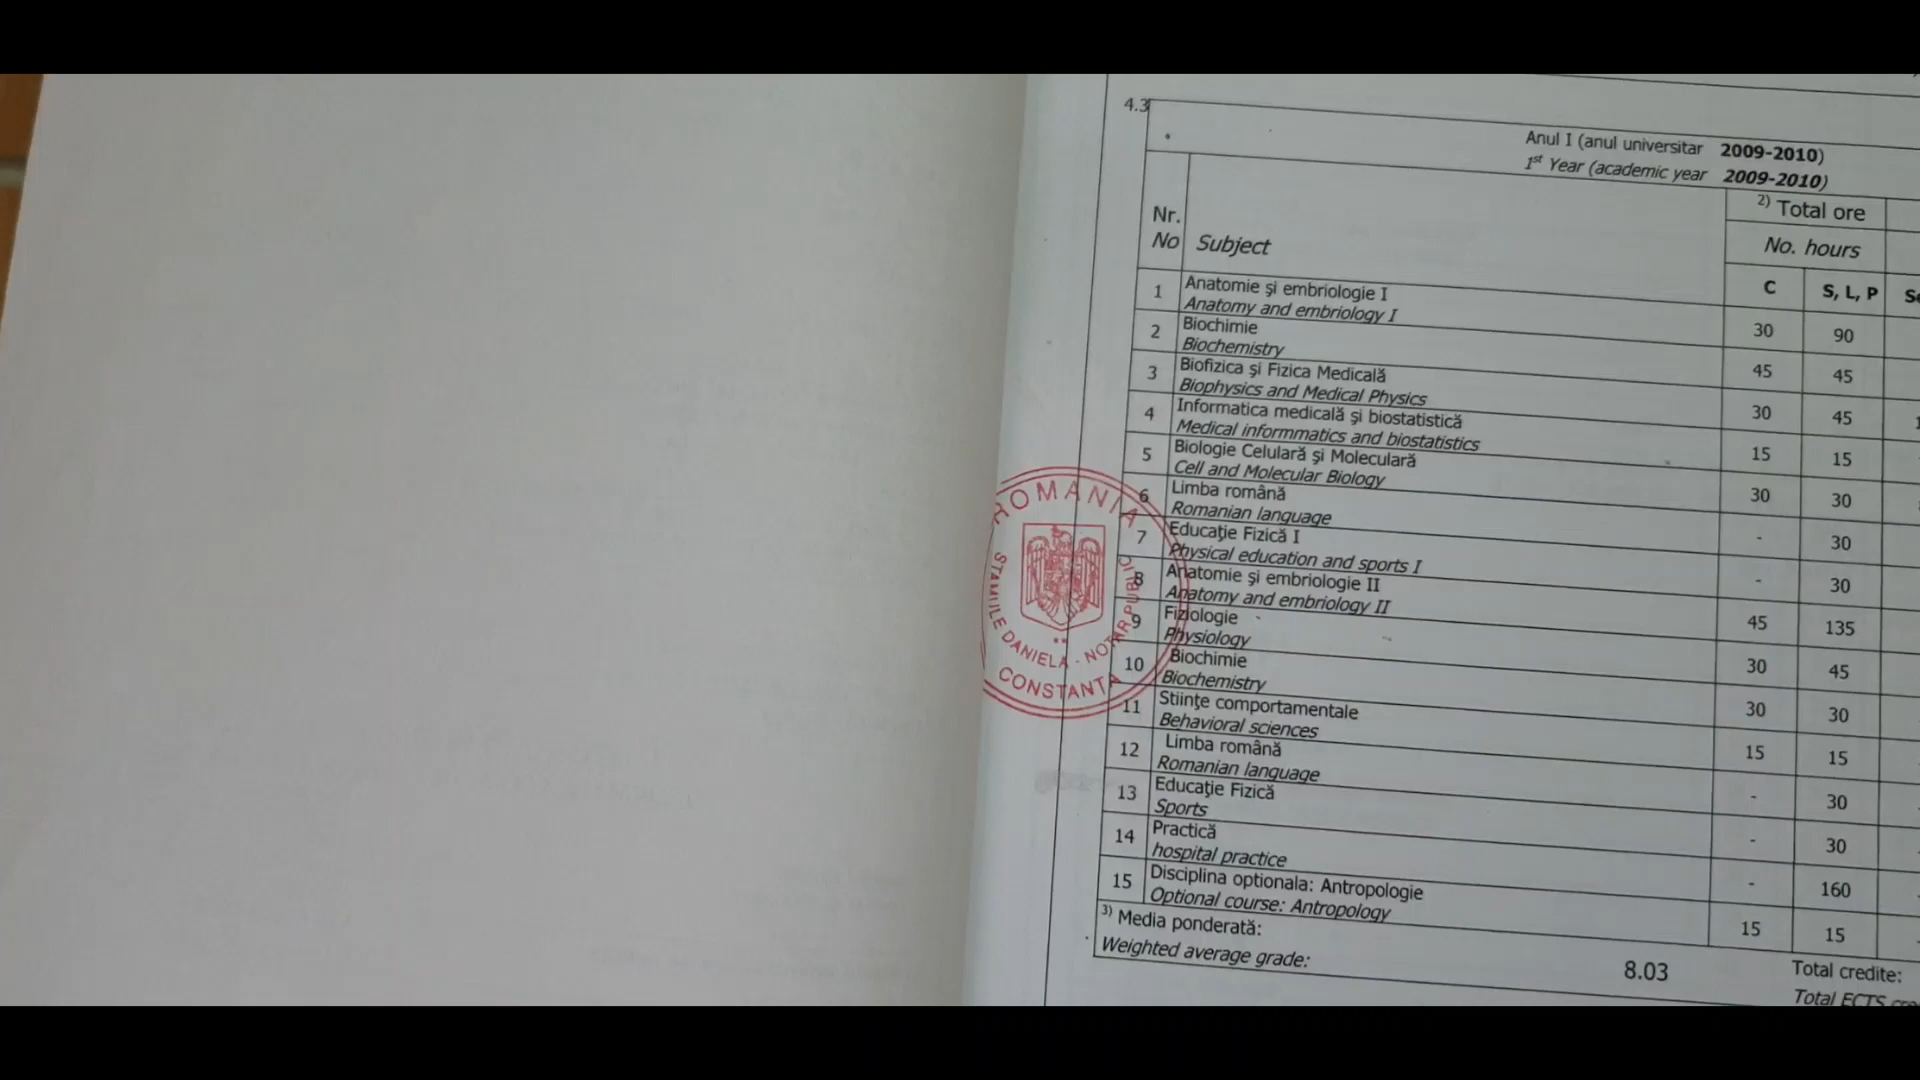 4.3
Anul I (anul universitar 2009-2010)
1st Year (academic year 2009-2010)
Nr.
No
Subject
2) Total ore
No. hours
C
S, L, P
1
Anatomie şi embriologie I
Anatomy and embriology I
30
90
2
Biochimie
Biochemistry
45
45
3
Biofizica şi Fizica Medicală
Biophysics and Medical Physics
30
45
4
Informatica medicală şi biostatistică
Medical informmatics and biostatistics
15
15
5
Biologie Celulară şi Moleculară
Cell and Molecular Biology
30
30
6
Limba română
Romanian language
-
30
7
Educaţie Fizică I
Physical education and sports I
-
30
8
Anatomie şi embriologie II
Anatomy and embriology II
45
135
9
Fiziologie
Physiology
30
45
10
Biochimie
Biochemistry
30
30
11
Stiinţe comportamentale
Behavioral sciences
15
15
12
Limba română
Romanian language
-
30
13
Educaţie Fizică
Sports
-
30
14
Practică
hospital practice
-
160
15
Disciplina optionala: Antropologie
Optional course: Antropology
15
15
3) Media ponderată:
Weighted average grade:
8.03
Total credite:
Total ECTS
ROMANIA
STAMULE DANIELA - NOTAR PUBLIC
CONSTANTA